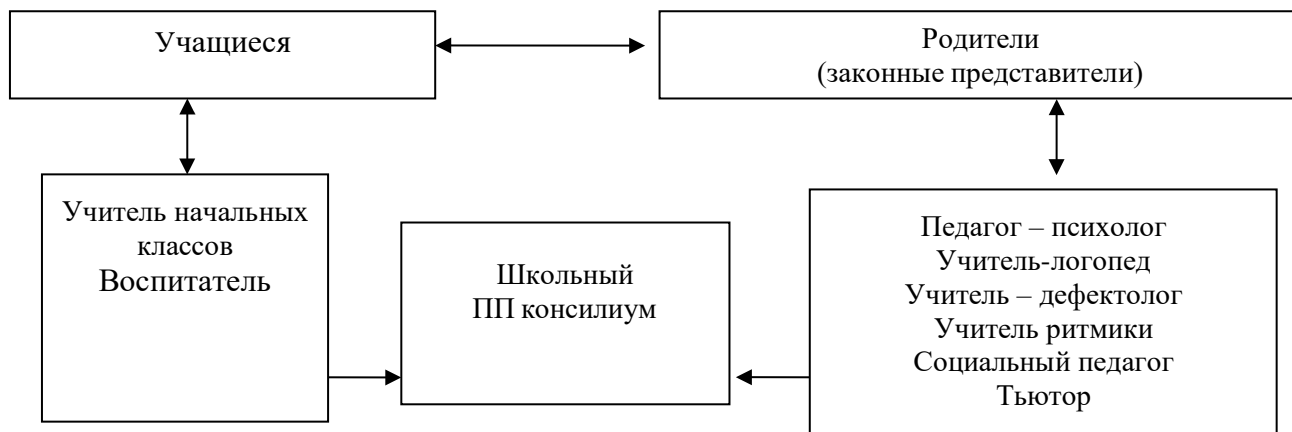 Учащиеся
Родители
(законные представители)
Учитель начальных
классов
Воспитатель
Школьный
ПП консилиум
Педагог – психолог
Учитель-логопед
Учитель – дефектолог
Учитель ритмики
Социальный педагог
Тьютор